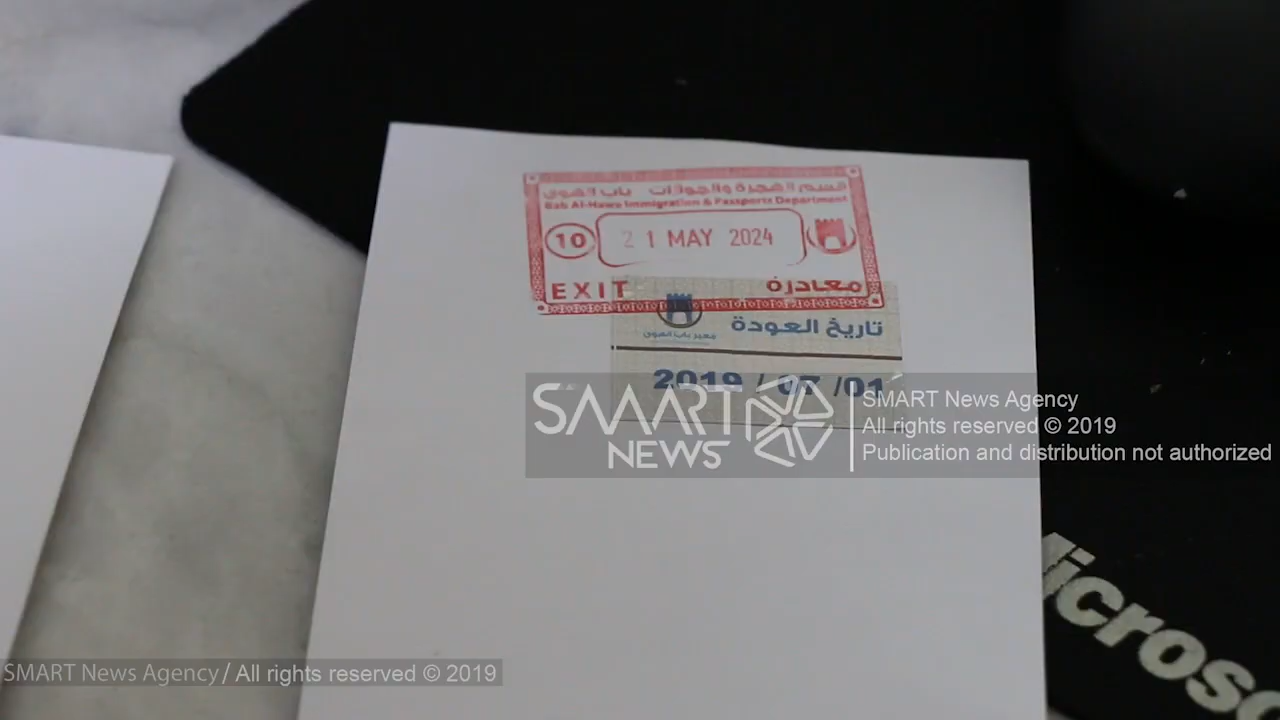 قسم الهجرة والجوازات باب الهوى
Bab Al-Hawa Immigration & Passports Department
10
21 MAY 2024
EXIT
مغادرة
تاريخ العودة
معبر باب الهوى
2019 / 07 /01
SMART NEWS
SMART News Agency
All rights reserved © 2019
Publication and distribution not authorized
Microso
SMART News Agency / All rights reserved © 2019